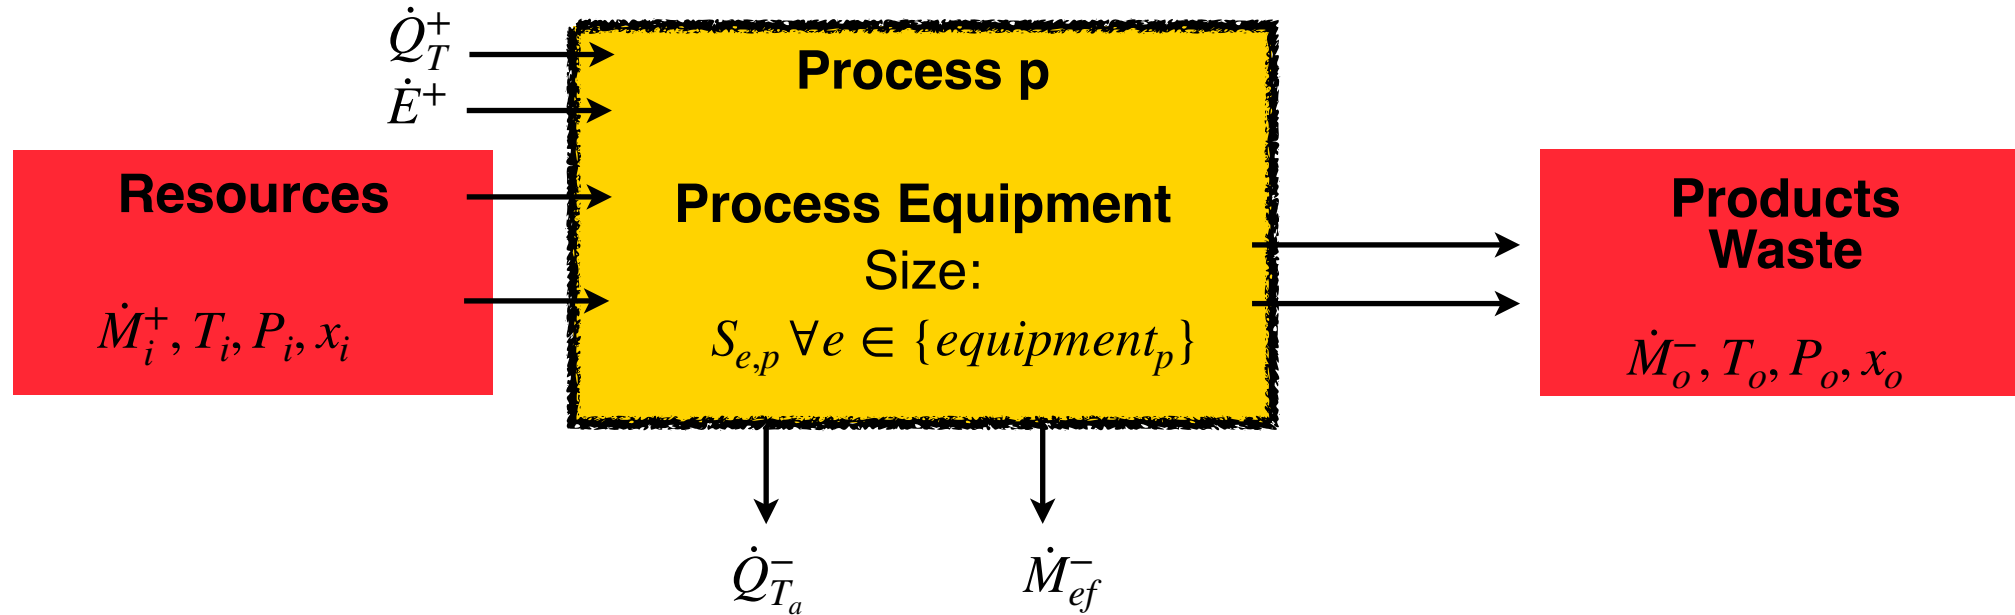 Q̇_T^+
Ė^+
Process p
Resources
Ṁ_i^+, T_i, P_i, x_i
Process Equipment
Size:
S_{e,p} ∀e ∈ {equipment_p}
Products
Waste
Ṁ_o^-, T_o, P_o, x_o
Q̇_{T_a}^-
Ṁ_{ef}^-